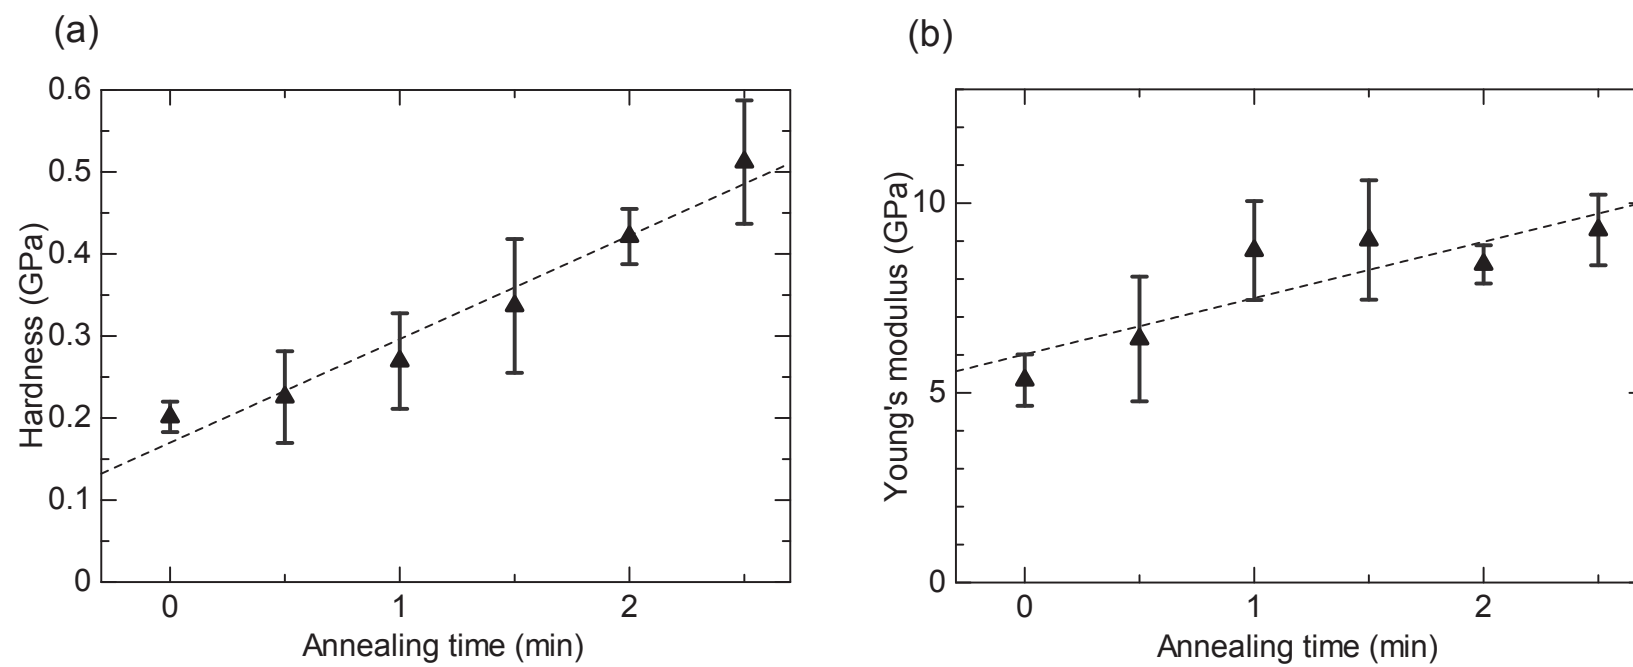 (a)
0.6
0.5
0.4
0.3
0.2
0.1
0
Hardness (GPa)
0
1
2
Annealing time (min)
(b)
10
5
0
Young's modulus (GPa)
0
1
2
Annealing time (min)